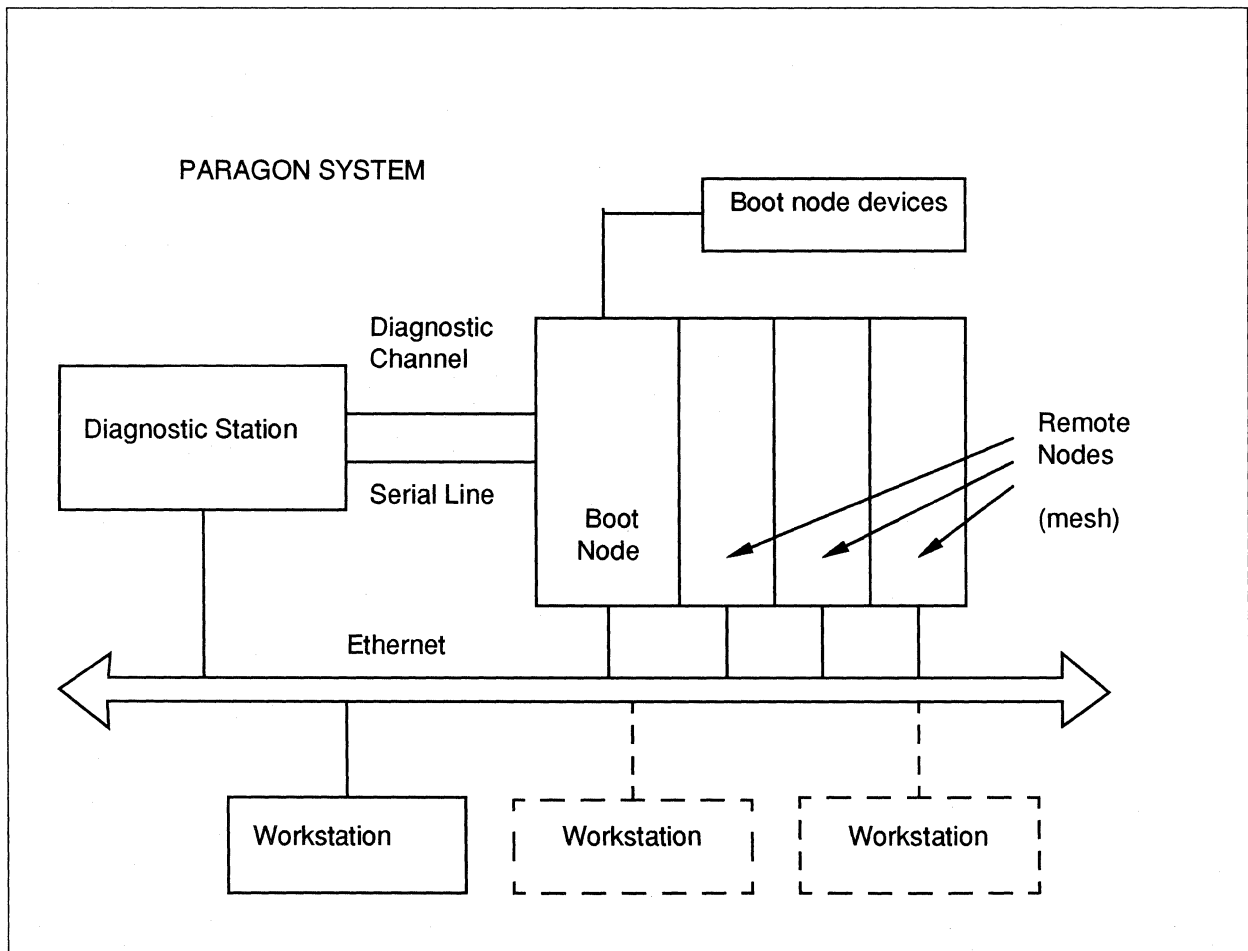 PARAGON SYSTEM
Boot node devices
Diagnostic
Channel
Diagnostic Station
Serial Line
Boot
Node
Remote
Nodes
(mesh)
Ethernet
Workstation
Workstation
Workstation